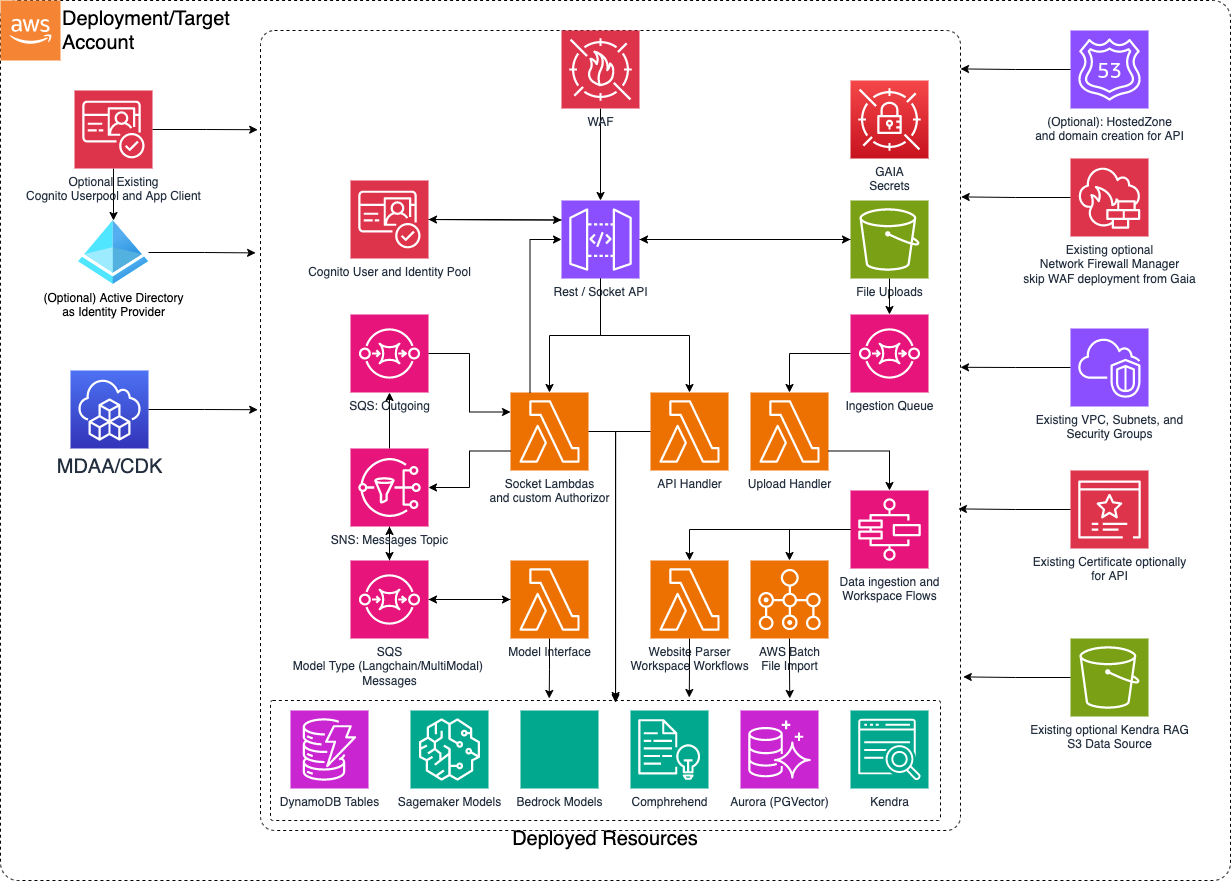 aws
Deployment/Target
Account
Optional Existing
Cognito Userpool and App Client
(Optional) Active Directory
as Identity Provider
MDAA/CDK
WAF
GAIA
Secrets
Cognito User and Identity Pool
Rest / Socket API
File Uploads
SQS: Outgoing
Ingestion Queue
Socket Lambdas
and custom Authorizor
API Handler
Upload Handler
SNS: Messages Topic
Data ingestion and
Workspace Flows
SQS
Model Type (Langchain/MultiModal)
Messages
Model Interface
Website Parser
Workspace Workflows
AWS Batch
File Import
DynamoDB Tables
Sagemaker Models
Bedrock Models
Comphrehend
Aurora (PGVector)
Kendra
Deployed Resources
53
(Optional): HostedZone
and domain creation for API
Existing optional
Network Firewall Manager
skip WAF deployment from Gaia
Existing VPC, Subnets, and
Security Groups
Existing Certificate optionally
for API
Existing optional Kendra RAG
S3 Data Source